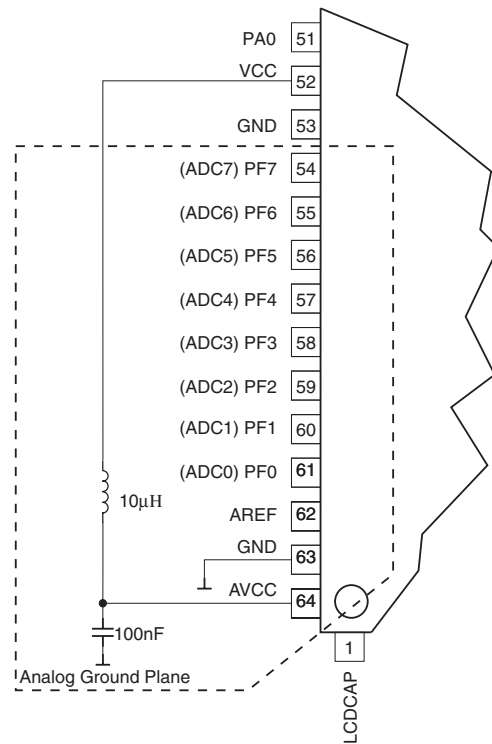 PA0 51
VCC 52
GND 53
(ADC7) PF7 54
(ADC6) PF6 55
(ADC5) PF5 56
(ADC4) PF4 57
(ADC3) PF3 58
(ADC2) PF2 59
(ADC1) PF1 60
(ADC0) PF0 61
10μH
AREF 62
GND 63
AVCC 64
100nF
1
Analog Ground Plane
LCDCAP